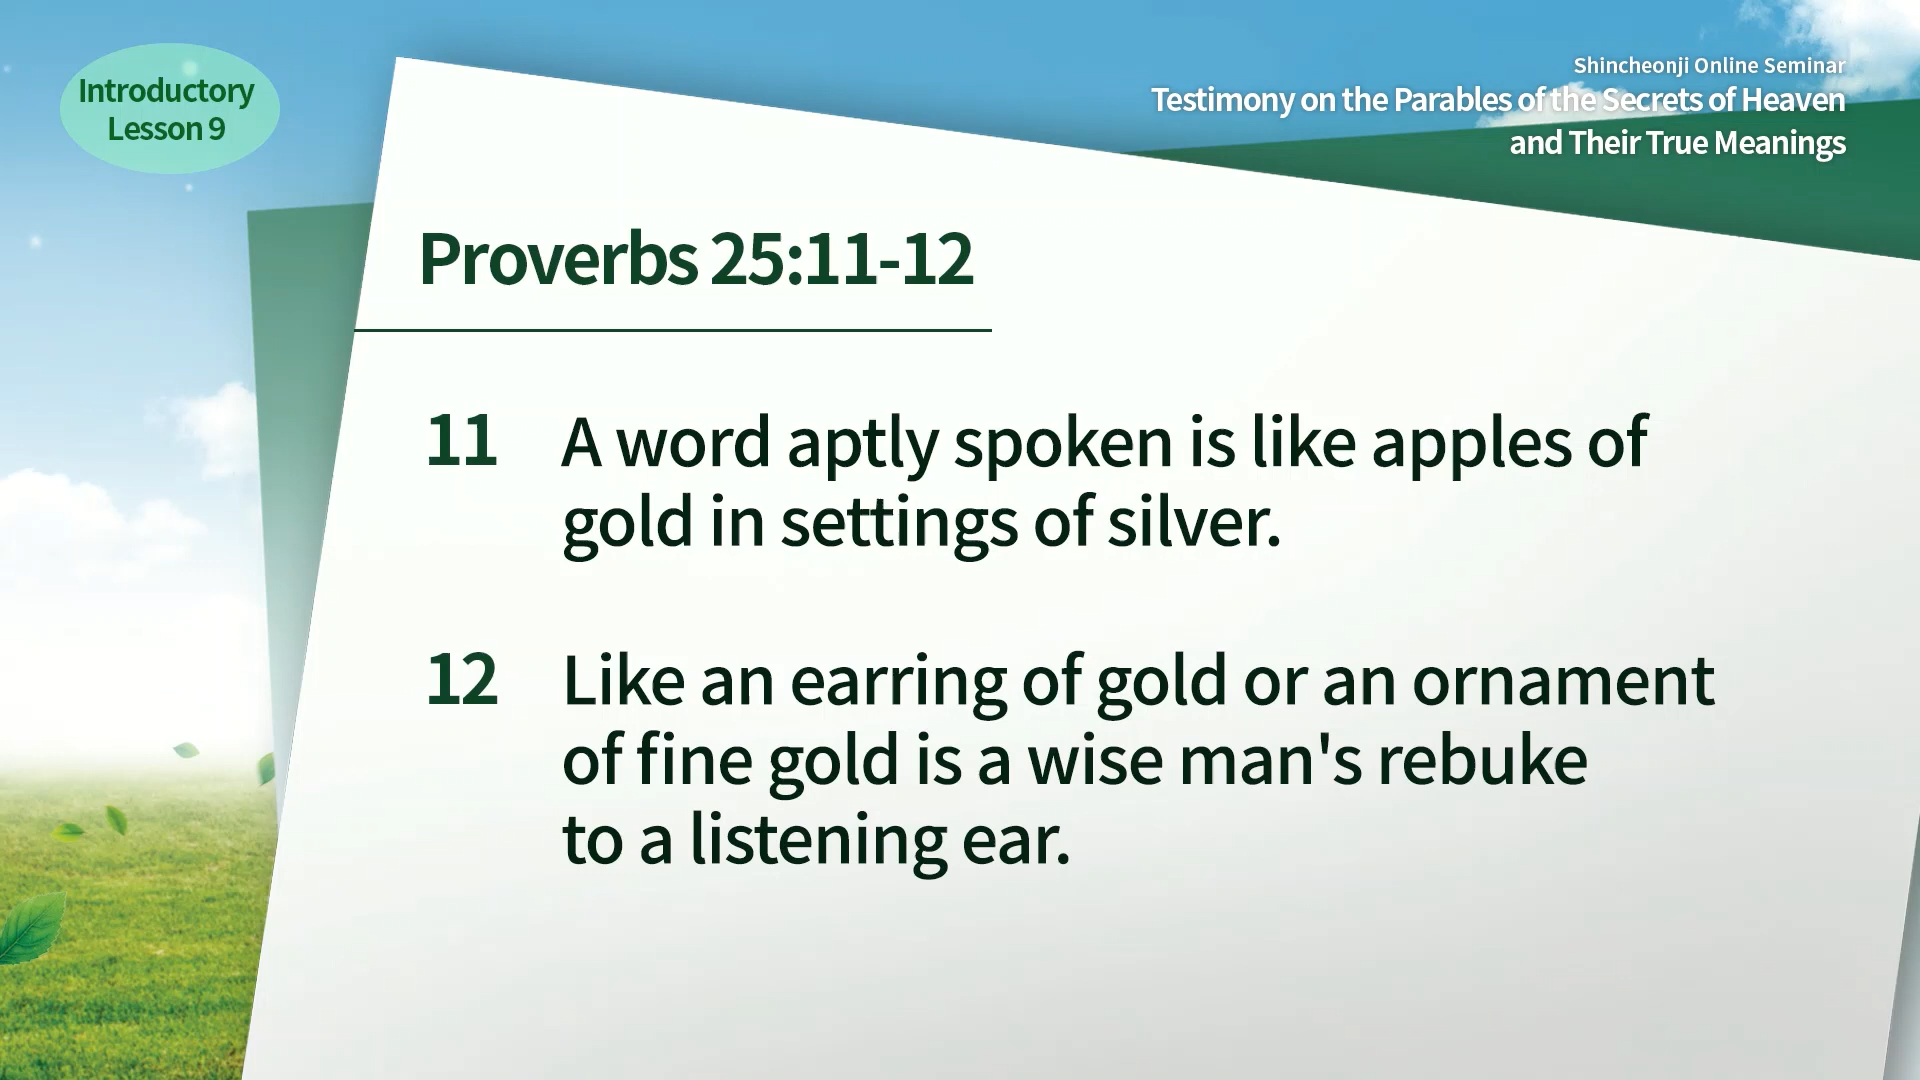 Introductory
Lesson 9
Shincheonji Online Seminar
Testimony on the Parables of the Secrets of Heaven
and Their True Meanings
Proverbs 25:11-12
11 A word aptly spoken is like apples of
gold in settings of silver.
12 Like an earring of gold or an ornament
of fine gold is a wise man's rebuke
to a listening ear.